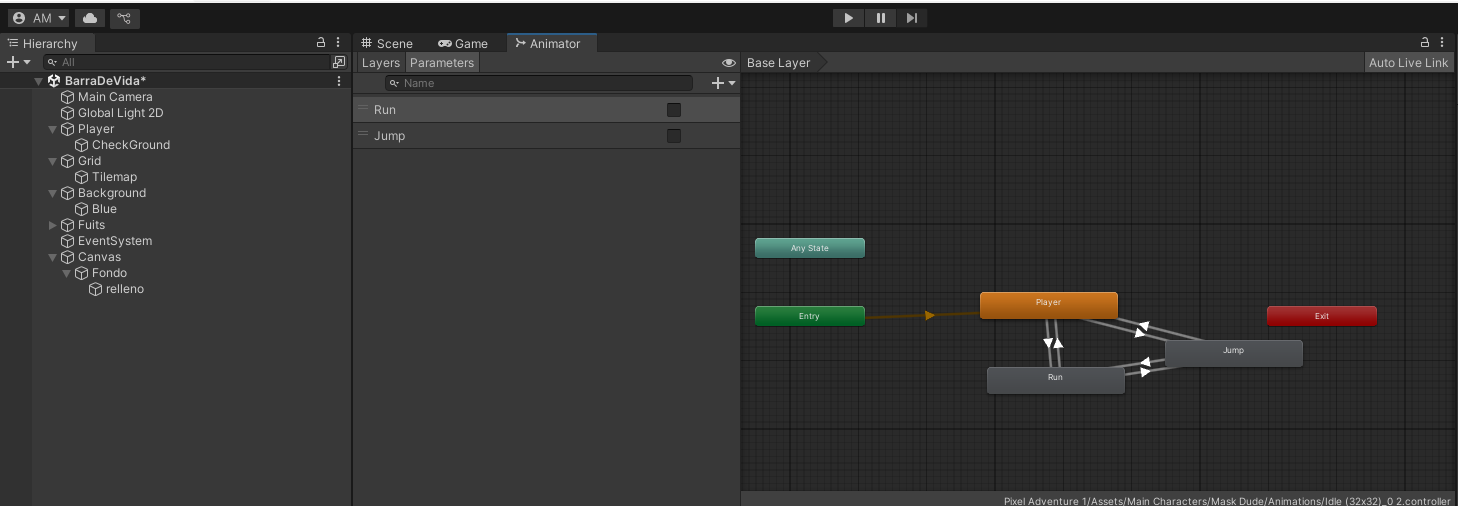 AM
Hierarchy
All
BarraDeVida*
Main Camera
Global Light 2D
Player
CheckGround
Grid
Tilemap
Background
Blue
Fuits
EventSystem
Canvas
Fondo
relleno
Scene Game Animator
Layers Parameters
Name
Run
Jump
Base Layer Auto Live Link
Any State
Entry
Player
Exit
Jump
Run
Pixel Adventure 1/Assets/Main Characters/Mask Dude/Animations/Idle (32x32)_0 2.controller